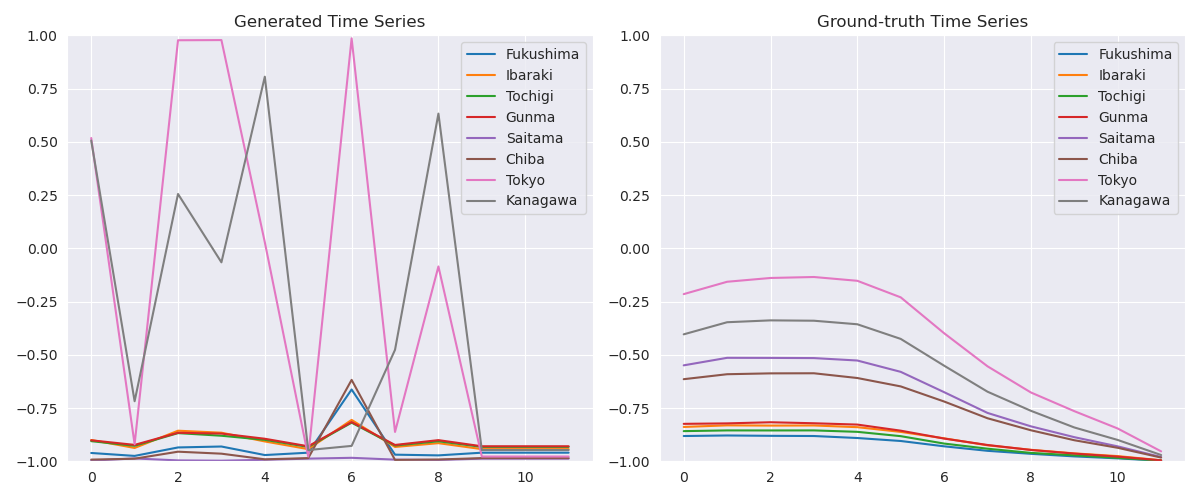 Generated Time Series
1.00
0.75
0.50
0.25
0.00
−0.25
−0.50
−0.75
−1.00
0
2
4
6
8
10
Fukushima
Ibaraki
Tochigi
Gunma
Saitama
Chiba
Tokyo
Kanagawa
Ground-truth Time Series
1.00
0.75
0.50
0.25
0.00
−0.25
−0.50
−0.75
−1.00
0
2
4
6
8
10
Fukushima
Ibaraki
Tochigi
Gunma
Saitama
Chiba
Tokyo
Kanagawa